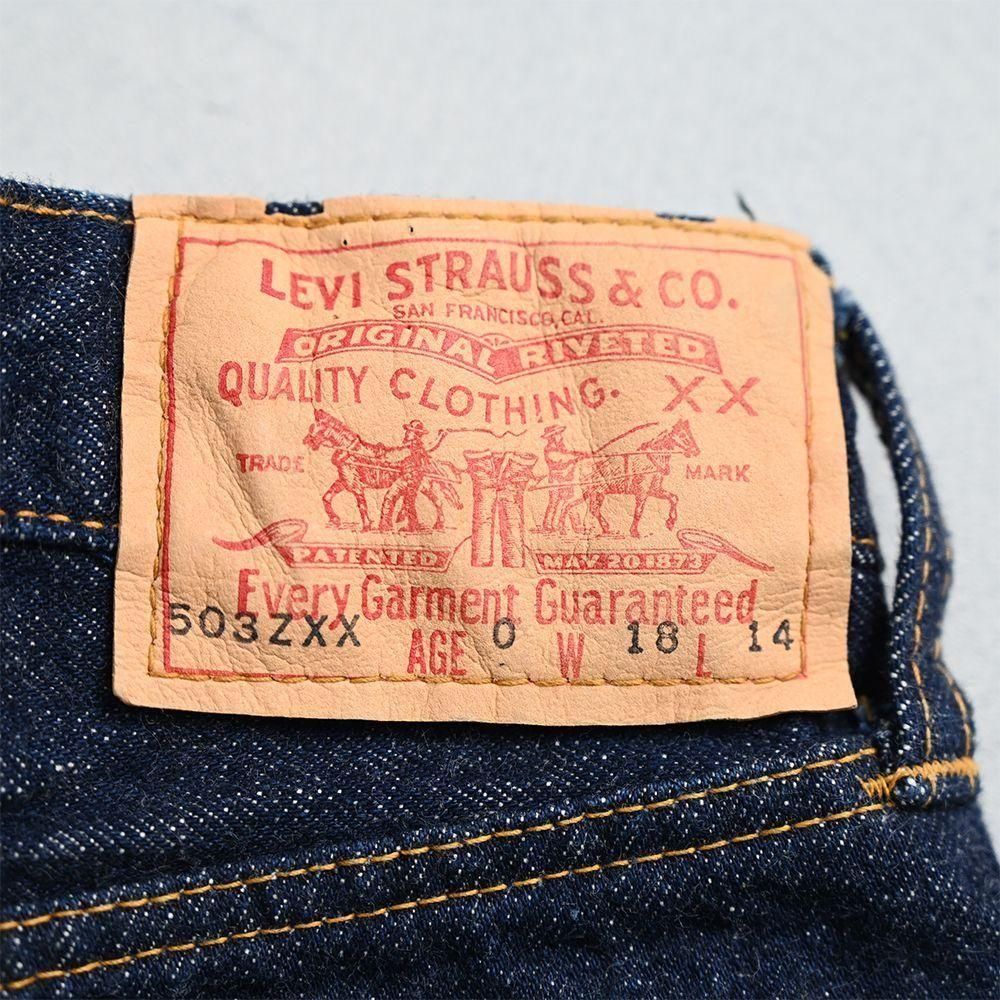 LEVI STRAUSS & CO.
SAN FRANCISCO, CAL.
ORIGINAL RIVETED
QUALITY CLOTHING. XX
TRADE MARK
PATENTED MAY 20 1873
Every Garment Guaranteed
503ZXX AGE 0 W 18 L 14